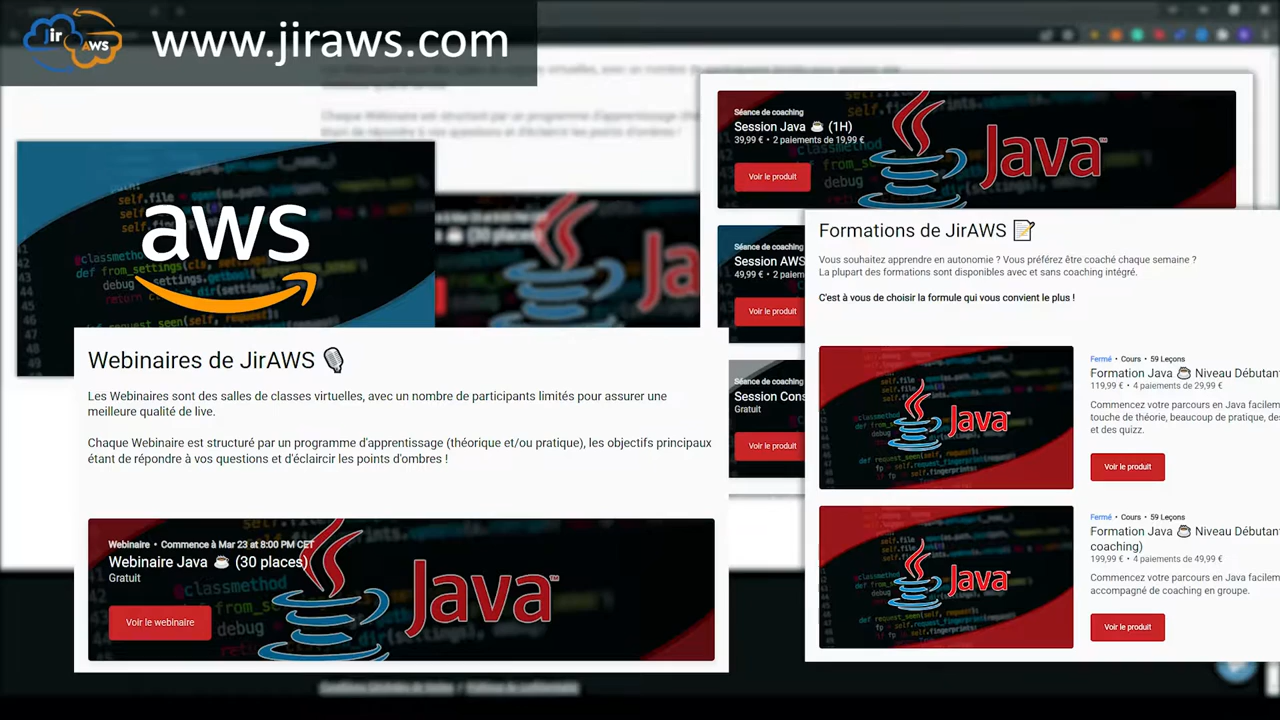 Jir
AWS
www.jiraws.com
aws
Séance de coaching
Session Java ☕ (1H)
39,99 € • 2 paiements de 19,99 €
Voir le produit
Java™
Séance de coaching
Session AWS
49,99 € • 2 paiem
Voir le produit
Séance de coaching
Session Cons
Gratuit
Voir le produit
Formations de JirAWS 📝
Vous souhaitez apprendre en autonomie ? Vous préférez être coaché chaque semaine ?
La plupart des formations sont disponibles avec et sans coaching intégré.
C'est à vous de choisir la formule qui vous convient le plus !
Java
Fermé • Cours • 59 Leçons
Formation Java ☕ Niveau Débutant
119,99 € • 4 paiements de 29,99 €
Commencez votre parcours en Java facilem
touche de théorie, beaucoup de pratique, des
et des quizz.
Voir le produit
Java
Fermé • Cours • 59 Leçons
Formation Java ☕ Niveau Débutant
coaching)
199,99 € • 4 paiements de 49,99 €
Commencez votre parcours en Java facilem
accompagné de coaching en groupe.
Voir le produit
Webinaires de JirAWS 🎙
Les Webinaires sont des salles de classes virtuelles, avec un nombre de participants limités pour assurer une
meilleure qualité de live.
Chaque Webinaire est structuré par un programme d'apprentissage (théorique et/ou pratique), les objectifs principaux
étant de répondre à vos questions et d'éclaircir les points d'ombres !
Webinaire • Commence à Mar 23 at 8:00 PM CET
Webinaire Java ☕ (30 places)
Gratuit
Voir le webinaire
Java™